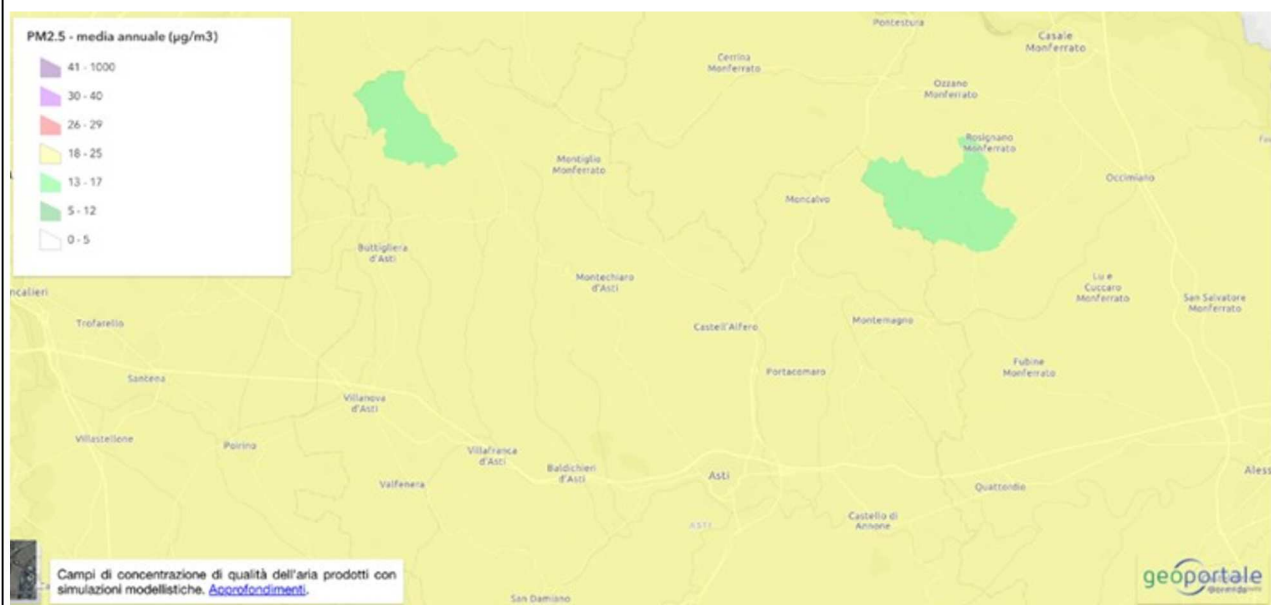 PM2.5 - media annuale (µg/m3)
41 - 1000
30 - 40
26 - 29
18 - 25
13 - 17
5 - 12
0 - 5
Pontestura
Casale
Monferrato
Cerrina
Monferrato
Ozzano
Monferrato
Rosignano
Monferrato
Montiglio
Monferrato
Occimiano
Moncalvo
Buttigliera
d'Asti
Montechiaro
d'Asti
Lu e
Cuccaro
Monferrato
San Salvatore
Monferrato
ncalieri
Trofarello
Castell'Alfero
Montemagno
Portacomaro
Fubine
Monferrato
Santena
Villanova
d'Asti
Villastellone
Poirino
Villafranca
d'Asti
Baldichieri
d'Asti
Asti
Aless
Valfenera
Quattordio
Castello di
Annone
ASTI
Campi di concentrazione di qualità dell'aria prodotti con
simulazioni modellistiche. Approfondimenti.
geoportale
San Damiano